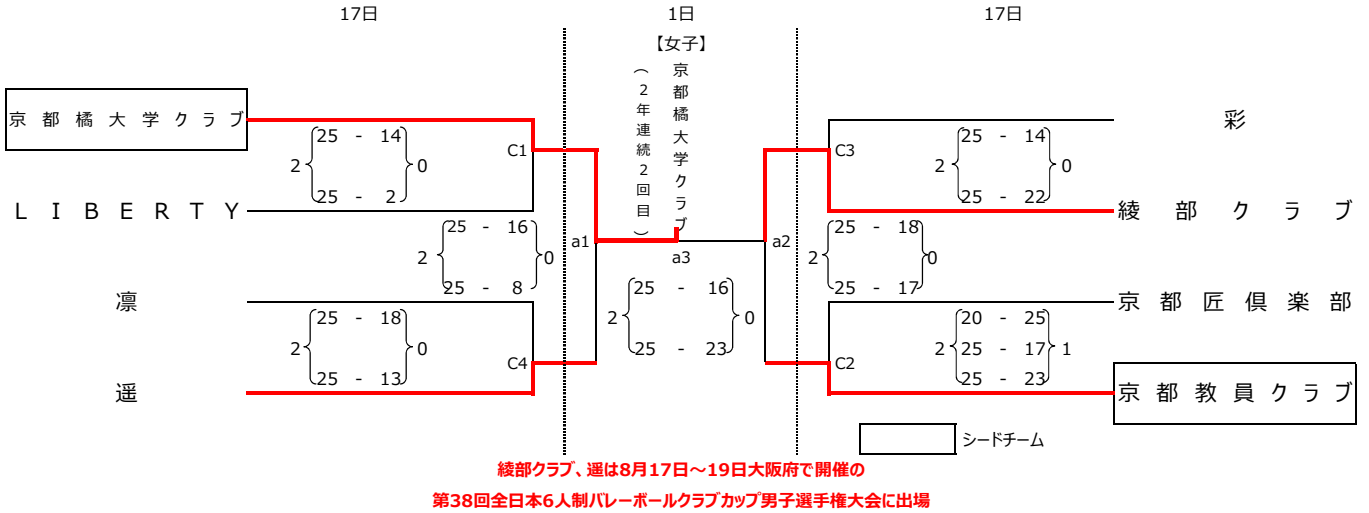 17日 1日 17日
【女子】
京都橘大学クラブ
（2年連続2回目）
京都橘大学クラブ
25 - 14
2 0
25 - 2
C1
LIBERTY
25 - 16
2 0
25 - 8
a1
凛
25 - 18
2 0
25 - 13
C4
遥
a3
25 - 16
2 0
25 - 23
彩
C3
25 - 14
2 0
25 - 22
綾部クラブ
a2
25 - 18
2 0
25 - 17
京都匠倶楽部
20 - 25
2 25 - 17 1
25 - 23
C2
京都教員クラブ
シードチーム
綾部クラブ、遥は8月17日～19日大阪府で開催の
第38回全日本6人制バレーボールクラブカップ男子選手権大会に出場